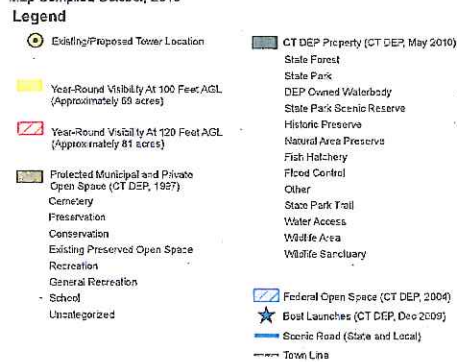 Map Compiled October, 2010
Legend
Existing/Proposed Tower Location
Year-Round Visibility At 100 Feet AGL
(Approximately 69 acres)
Year-Round Visibility At 120 Feet AGL
(Approximately 81 acres)
Protected Municipal and Private
Open Space (CT DEP, 1997)
Cemetery
Preservation
Conservation
Existing Preserved Open Space
Recreation
General Recreation
School
Uncategorized
CT DEP Property (CT DEP, May 2010)
State Forest
State Park
DEP Owned Waterbody
State Park Scenic Reserve
Historic Preserve
Natural Area Preserve
Fish Hatchery
Flood Control
Other
State Park Trail
Water Access
Wildlife Area
Wildlife Sanctuary
Federal Open Space (CT DEP, 2004)
Boat Launches (CT DEP, Dec 2009)
Scenic Road (State and Local)
Town Line